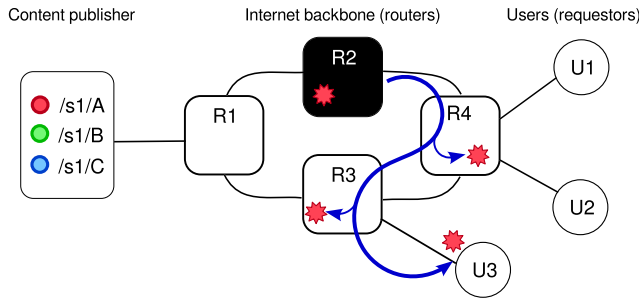 Content publisher
Internet backbone (routers)
Users (requestors)
R2
U1
/s1/A
R1
R4
/s1/B
/s1/C
R3
U2
U3